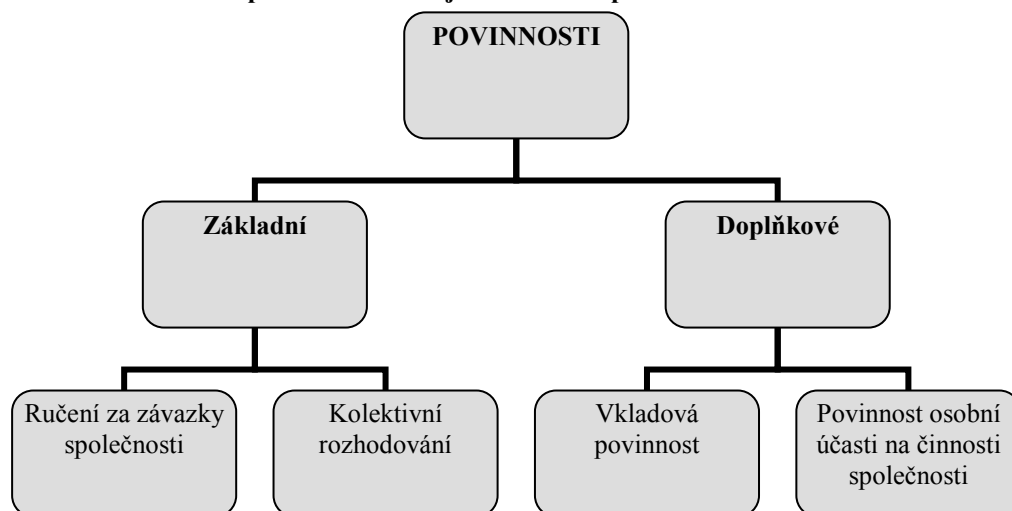 POVINNOSTI
Základní
Doplňkové
Ručení za závazky
společnosti
Kolektivní
rozhodování
Vkladová
povinnost
Povinnost osobní
účasti na činnosti
společnosti